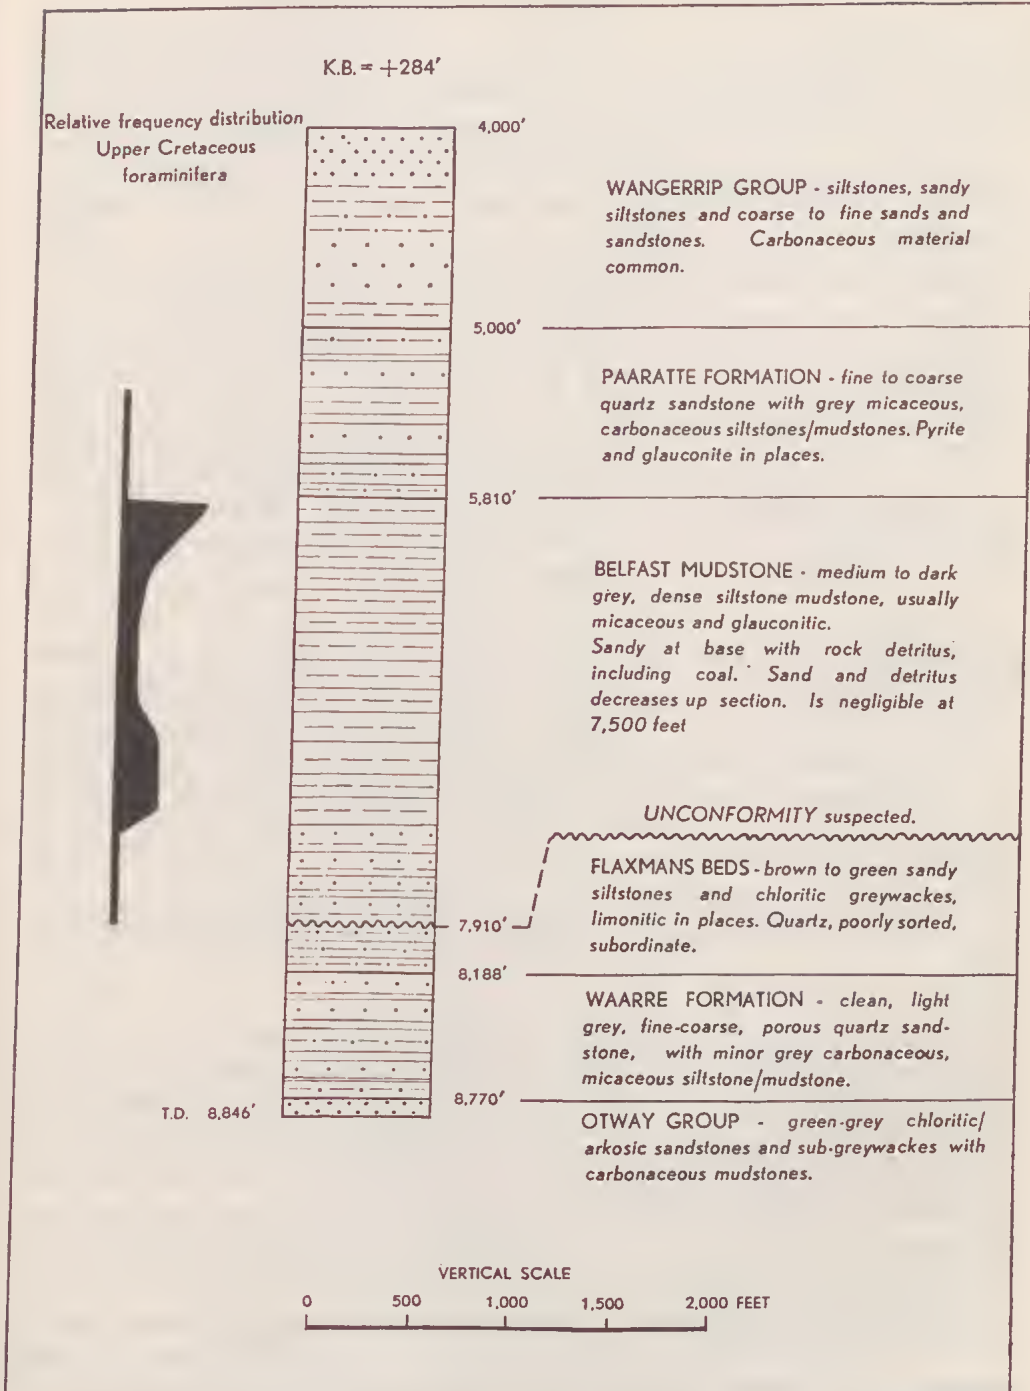 K.B. = +284'
Relative frequency distribution
Upper Cretaceous
foraminifera
4,000'
WANGERRIP GROUP - siltstones, sandy
siltstones and coarse to fine sands and
sandstones. Carbonaceous material
common.
5,000'
PAARATTE FORMATION - fine to coarse
quartz sandstone with grey micaceous,
carbonaceous siltstones/mudstones. Pyrite
and glauconite in places.
5,810'
BELFAST MUDSTONE - medium to dark
grey, dense siltstone mudstone, usually
micaceous and glauconitic.
Sandy at base with rock detritus,
including coal. Sand and detritus
decreases up section. Is negligible at
7,500 feet
UNCONFORMITY suspected.
FLAXMANS BEDS - brown to green sandy
siltstones and chloritic greywackes,
limonitic in places. Quartz, poorly sorted,
subordinate.
7,910'
8,188'
WAARRE FORMATION - clean, light
grey, fine-coarse, porous quartz sand-
stone, with minor grey carbonaceous,
micaceous siltstone/mudstone.
8,770'
T.D. 8,846'
OTWAY GROUP - green-grey chloritic/
arkosic sandstones and sub-greywackes with
carbonaceous mudstones.
VERTICAL SCALE
0 500 1,000 1,500 2,000 FEET